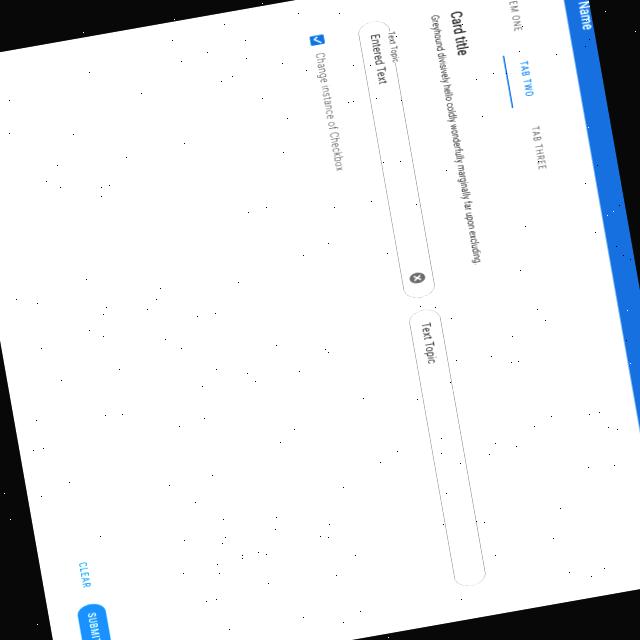 Name
EM ONE
TAB TWO
TAB THREE
Card title
Greyhound divisively hello coldly wonderfully marginally far upon excluding.
Text Topic
Entered Text
Text Topic
Change instance of Checkbox
CLEAR
SUBMIT